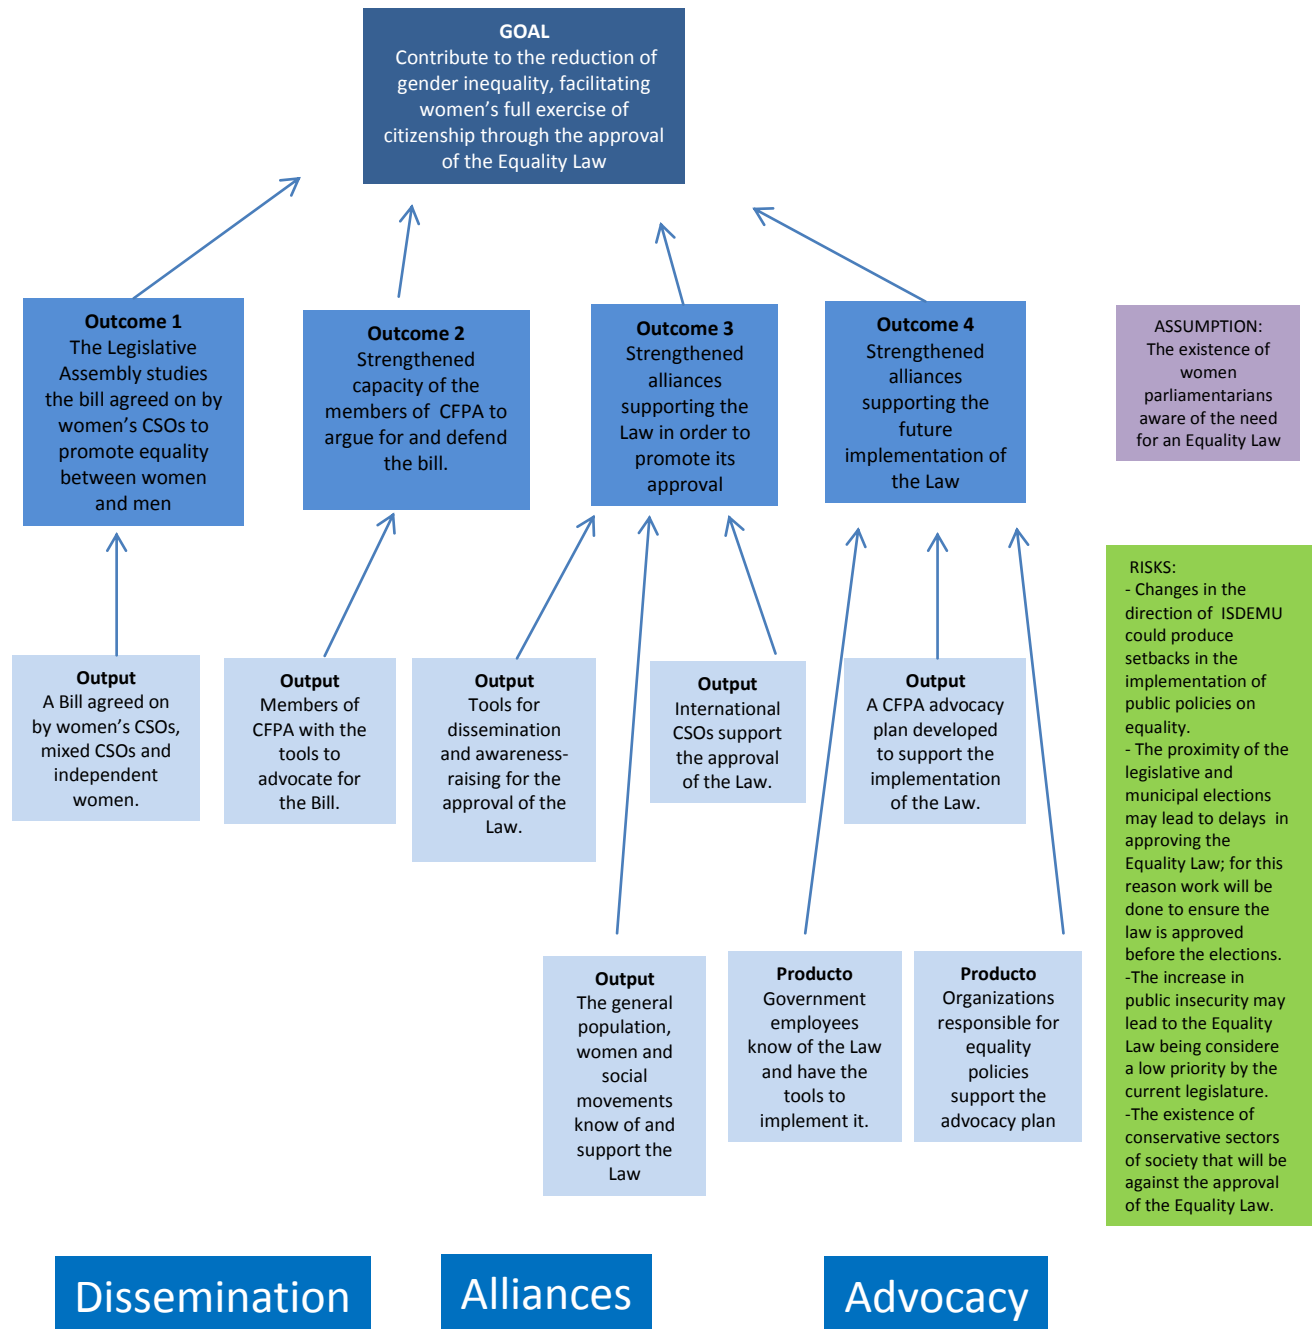 GOAL
Contribute to the reduction of
gender inequality, facilitating
women's full exercise of
citizenship through the approval
of the Equality Law
Outcome 1
The Legislative
Assembly studies
the bill agreed on by
women's CSOs to
promote equality
between women
and men
Outcome 2
Strengthened
capacity of the
members of CFPA to
argue for and defend
the bill.
Outcome 3
Strengthened
alliances
supporting the
Law in order to
promote its
approval
Outcome 4
Strengthened
alliances
supporting the
future
implementation of
the Law
ASSUMPTION:
The existence of
women
parliamentarians
aware of the need
for an Equality Law
RISKS:
- Changes in the
direction of ISDEMU
could produce
setbacks in the
implementation of
public policies on
equality.
- The proximity of the
legislative and
municipal elections
may lead to delays in
approving the
Equality Law; for this
reason work will be
done to ensure the
law is approved
before the elections.
-The increase in
public insecurity may
lead to the Equality
Law being considere
a low priority by the
current legislature.
-The existence of
conservative sectors
of society that will be
against the approval
of the Equality Law.
Output
A Bill agreed on
by women's CSOs,
mixed CSOs and
independent
women.
Output
Members of
CFPA with the
tools to
advocate for
the Bill.
Output
Tools for
dissemination
and awareness-
raising for the
approval of the
Law.
Output
International
CSOs support
the approval
of the Law.
Output
A CFPA advocacy
plan developed
to support the
implementation
of the Law.
Output
The general
population,
women and
social
movements
know of and
support the
Law
Producto
Government
employees
know of the Law
and have the
tools to
implement it.
Producto
Organizations
responsible for
equality
policies
support the
advocacy plan
Dissemination
Alliances
Advocacy